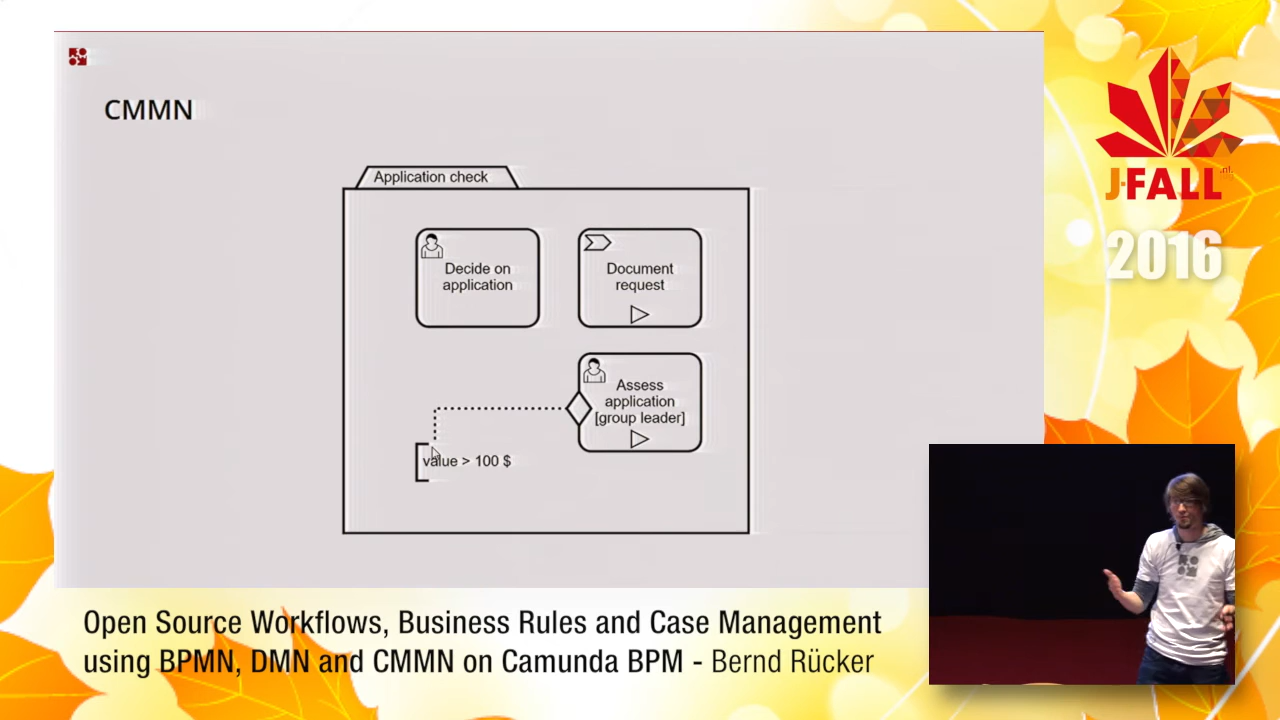 CMMN
Application check
Decide on
application
Document
request
Assess
application
[group leader]
value > 100 $
J-FALL
.nl
2016
Open Source Workflows, Business Rules and Case Management
using BPMN, DMN and CMMN on Camunda BPM - Bernd Rücker